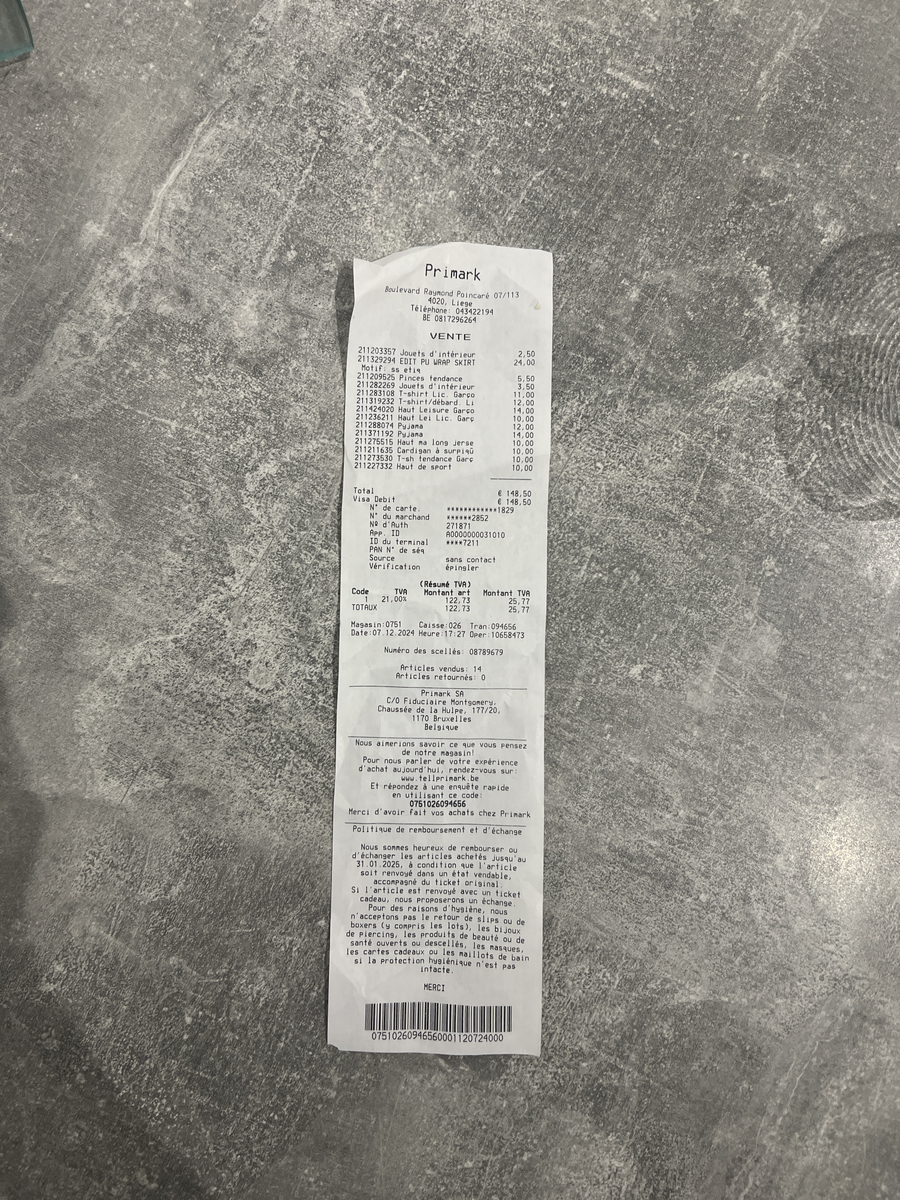 Primark
Boulevard Raymond Poincaré 07/113
4020, Liege
Téléphone: 043422194
BE 0817296264
VENTE
211203357 Jouets d'intérieur 2,50
211329294 EDIT PU WRAP SKIRT 24,00
Motif: ss etiq
211209525 Pinces tendance 5,50
211282269 Jouets d'intérieur 3,50
211283108 T-shirt Lic. Garço 11,00
211319232 T-shirt/débard. Li 12,00
211424020 Haut Leisure Garço 14,00
211236211 Haut Lei Lic. Garç 10,00
211288074 Pyjama 12,00
211371192 Pyjama 14,00
211275515 Haut ma long jerse 10,00
211211635 Cardigan à surpiqû 10,00
211273530 T-sh tendance Garç 10,00
211227332 Haut de sport 10,00
Total € 148,50
Visa Debit € 148,50
N° de carte. ************1829
N° du marchand ******2852
Nº d'Auth 271871
App. ID A0000000031010
ID du terminal ****7211
PAN N° de séq
Source sans contact
Vérification épingler
(Résumé TVA)
Code TVA Montant art Montant TVA
1 21,00% 122,73 25,77
TOTAUX 122,73 25,77
Magasin:0751 Caisse:026 Tran:094656
Date:07.12.2024 Heure:17:27 Oper:10658473
Numéro des scellés: 08789679
Articles vendus: 14
Articles retournés: 0
Primark SA
C/O Fiduciaire Montgomery,
Chaussée de la Hulpe, 177/20,
1170 Bruxelles
Belgique
Nous aimerions savoir ce que vous pensez
de notre magasin!
Pour nous parler de votre expérience
d'achat aujourd'hui, rendez-vous sur:
www.tellprimark.be
Et répondez à une enquête rapide
en utilisant ce code:
0751026094656
Merci d'avoir fait vos achats chez Primark
Politique de remboursement et d'échange
Nous sommes heureux de rembourser ou
d'échanger les articles achetés jusqu'au
31.01.2025, à condition que l'article
soit renvoyé dans un état vendable,
accompagné du ticket original.
Si l'article est renvoyé avec un ticket
cadeau, nous proposerons un échange.
Pour des raisons d'hygiène, nous
n'acceptons pas le retour de slips ou de
boxers (y compris les lots), les bijoux
de piercing, les produits de beauté ou de
santé ouverts ou descellés, les masques,
les cartes cadeaux ou les maillots de bain
si la protection hygiénique n'est pas
intacte.
MERCI
07510260946560001120724000